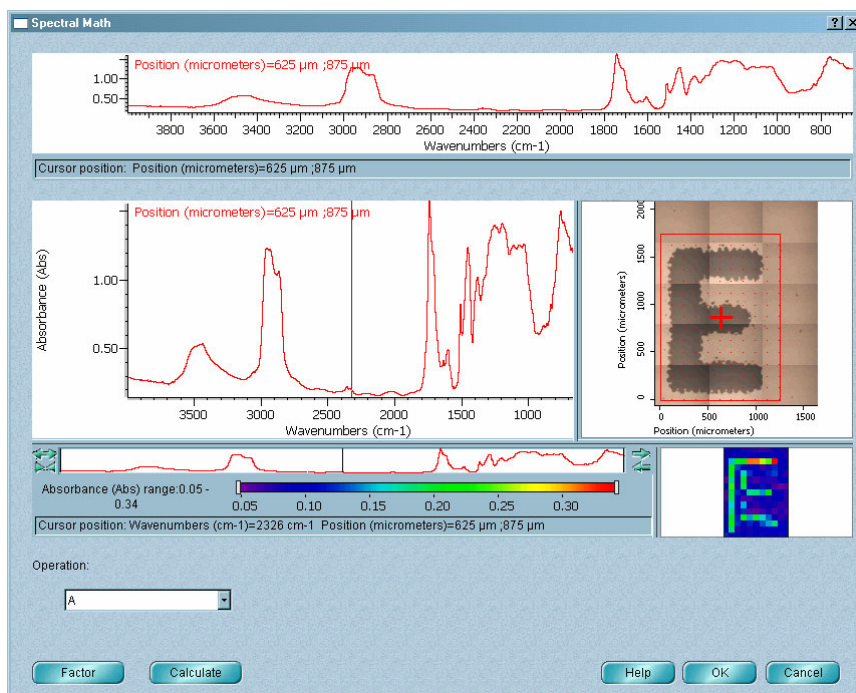 Spectral Math
Position (micrometers)=625 µm ;875 µm
1.00
0.50
3800 3600 3400 3200 3000 2800 2600 2400 2200 2000 1800 1600 1400 1200 1000 800
Wavenumbers (cm-1)
Cursor position: Position (micrometers)=625 µm ;875 µm
Position (micrometers)=625 µm ;875 µm
Absorbance (Abs)
1.00
0.50
3500 3000 2500 2000 1500 1000
Wavenumbers (cm-1)
Position (micrometers)
2000
1500
1000
500
0
0 500 1000 1500
Position (micrometers)
Absorbance (Abs) range:0.05 -
0.34
0.05 0.10 0.15 0.20 0.25 0.30
Cursor position: Wavenumbers (cm-1)=2326 cm-1 Position (micrometers)=625 µm ;875 µm
Operation:
A
Factor Calculate Help OK Cancel